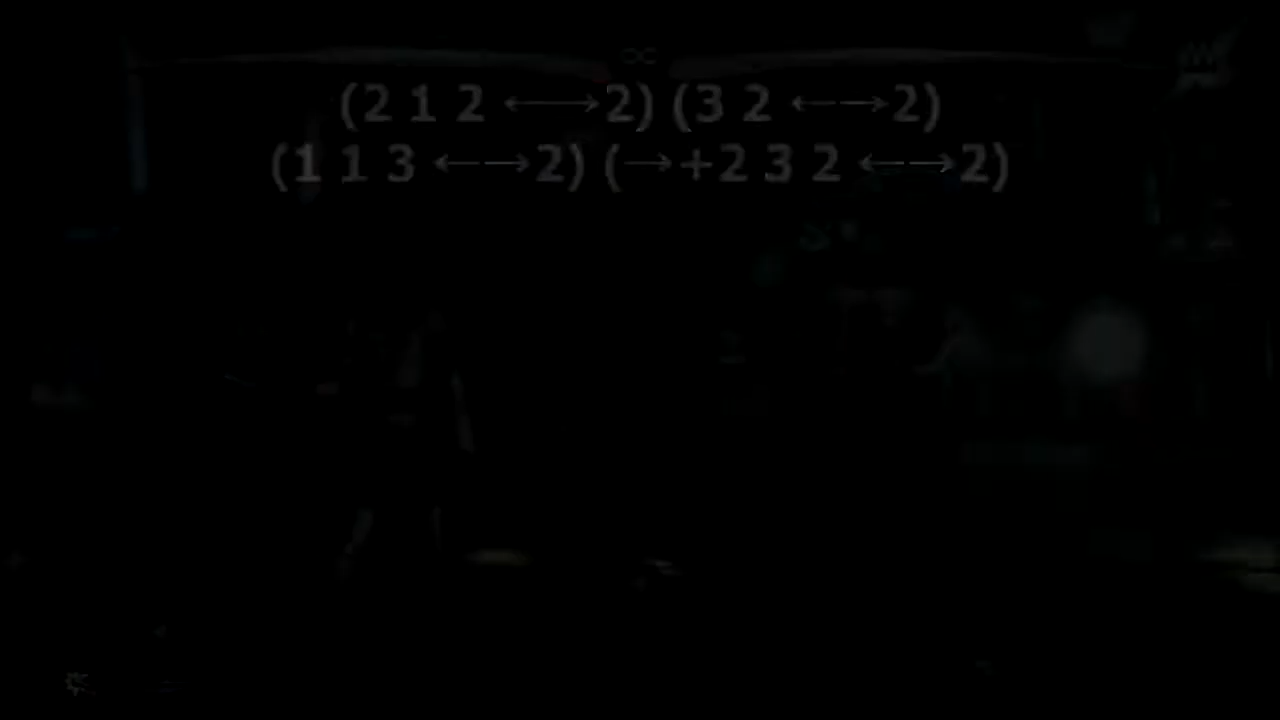 ∞
(2 1 2 ←→2) (3 2 ←→2)
(1 1 3 ←→2) (→+2 3 2 ←→2)